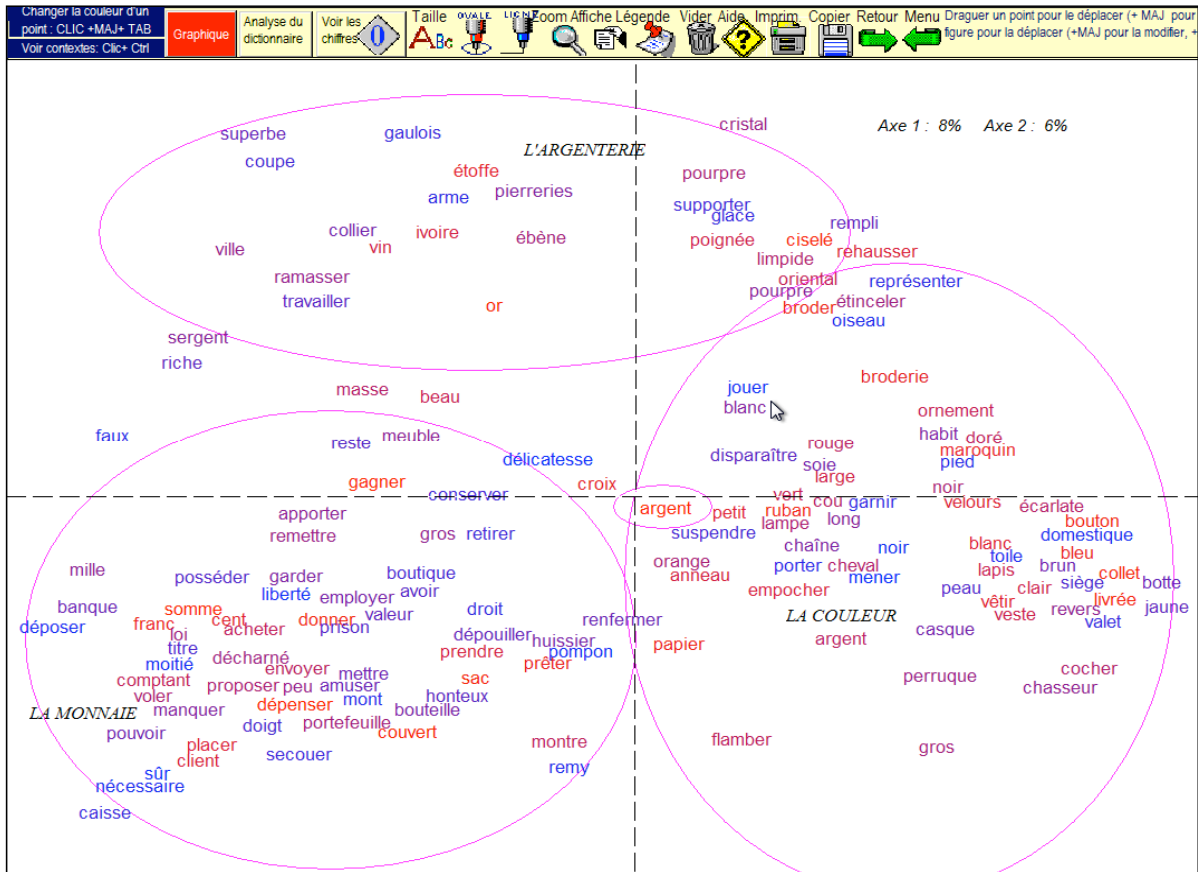 Changer la couleur d'un
point : CLIC +MAJ+ TAB
Voir contextes: Clic+ Ctrl
Graphique
Analyse du
dictionnaire
Voir les
chiffres
0
Taille OVALE LIGNE Zoom Affiche Légende Vider Aide Imprim. Copier Retour Menu
ABC
?
Draguer un point pour le déplacer (+ MAJ pour
figure pour la déplacer (+MAJ pour la modifier, +
cristal
Axe 1 : 8% Axe 2 : 6%
superbe gaulois
L'ARGENTERIE
coupe
étoffe pourpre
pierreries
arme supporter
glace
rempli
collier ivoire ébène poignée ciselé
ville vin rehausser
limpide
ramasser oriental représenter
travailler pourpre étinceler
or broder
oiseau
sergent
riche
broderie
masse jouer
beau blanc
ornement
faux reste meuble habit doré
rouge maroquin
délicatesse disparaître soie pied
large
gagner croix noir
conserver vert cou garnir velours
argent petit ruban écarlate
apporter lampe long bouton
remettre gros retirer suspendre domestique
chaîne noir blanc bleu
toile
orange porter cheval lapis brun collet
mille posséder garder boutique anneau mener siège botte
liberté avoir empocher peau clair
employer vêtir livrée
banque somme valeur droit veste revers jaune
déposer franc cent donner renfermer valet
loi acheter prison dépouiller huissier LA COULEUR casque
titre argent
moitié décharné prendre pompon papier
envoyer prêter
comptant mettre sac cocher
proposer peu amuser perruque
voler honteux chasseur
LA MONNAIE manquer dépenser mont bouteille
pouvoir doigt portefeuille
couvert
placer montre flamber
client secouer gros
sûr remy
nécessaire
caisse